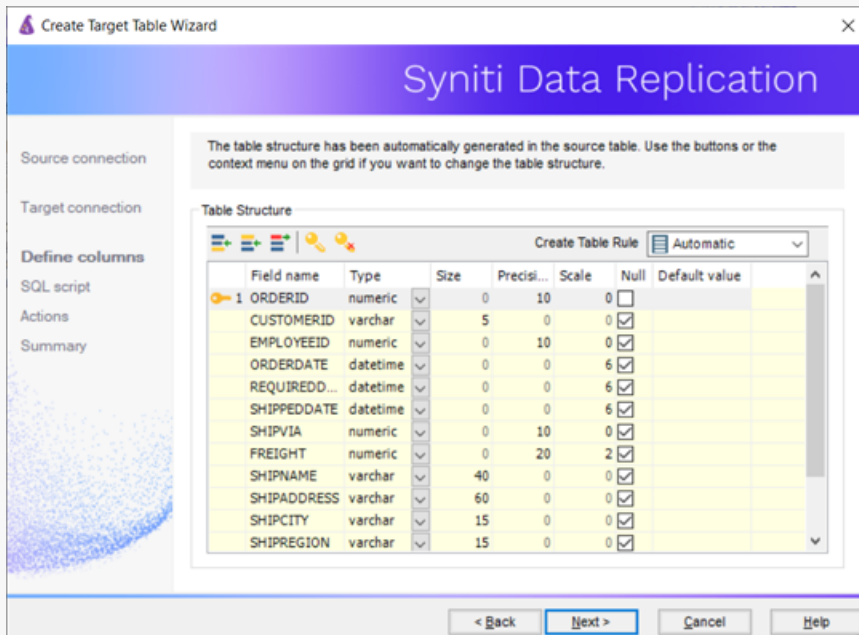 Create Target Table Wizard
Syniti Data Replication
Source connection
Target connection
Define columns
SQL script
Actions
Summary
The table structure has been automatically generated in the source table. Use the buttons or the
context menu on the grid if you want to change the table structure.
Table Structure
Create Table Rule Automatic
Field name Type Size Precisi... Scale Null Default value
1 ORDERID numeric 0 10 0
CUSTOMERID varchar 5 0 0
EMPLOYEEID numeric 0 10 0
ORDERDATE datetime 0 0 6
REQUIREDD... datetime 0 0 6
SHIPPEDDATE datetime 0 0 6
SHIPVIA numeric 0 10 0
FREIGHT numeric 0 20 2
SHIPNAME varchar 40 0 0
SHIPADDRESS varchar 60 0 0
SHIPCITY varchar 15 0 0
SHIPREGION varchar 15 0 0
< Back Next > Cancel Help